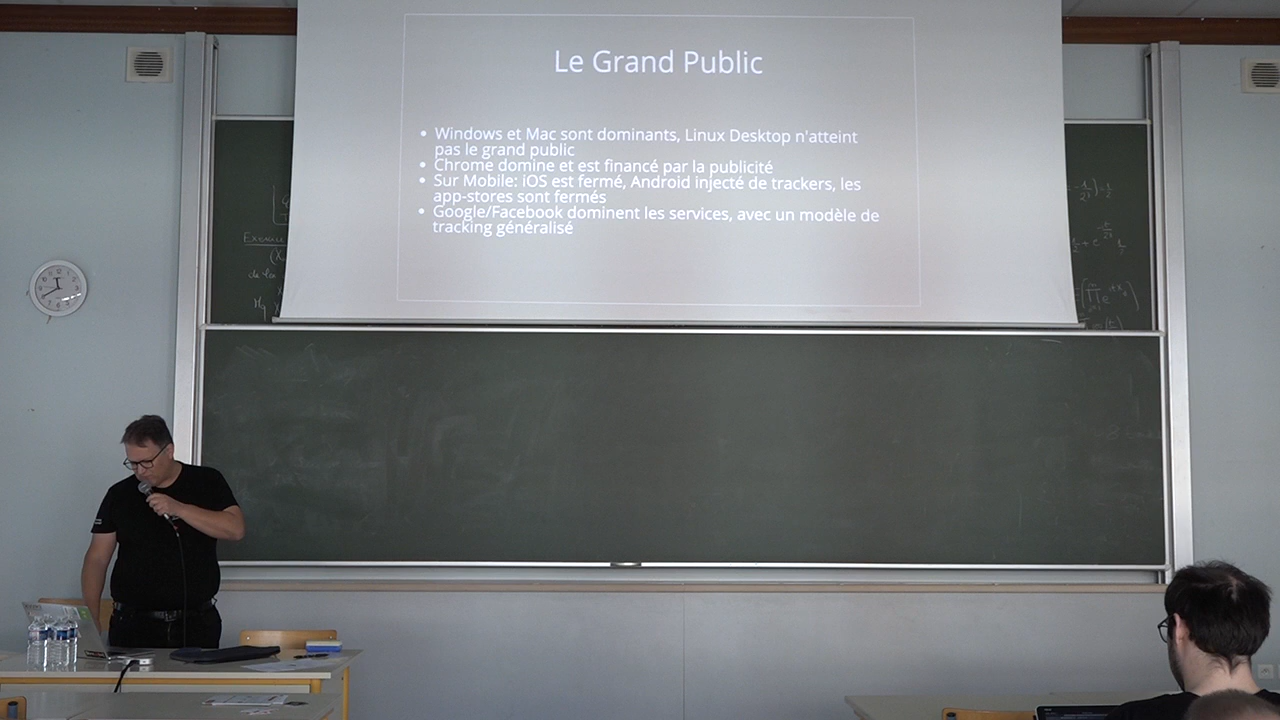 Le Grand Public
• Windows et Mac sont dominants, Linux Desktop n'atteint
pas le grand public
• Chrome domine et est financé par la publicité
• Sur Mobile: iOS est fermé, Android injecté de trackers, les
app-stores sont fermés
• Google/Facebook dominent les services, avec un modèle de
tracking généralisé